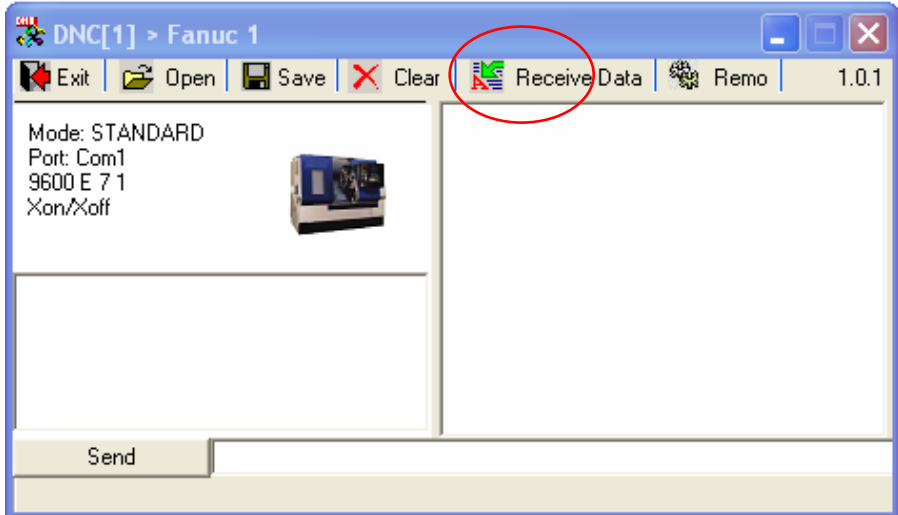 DNC[1] > Fanuc 1
Exit Open Save Clear Receive Data Remo 1.0.1
Mode: STANDARD
Port: Com1
9600 E 7 1
Xon/Xoff
Send